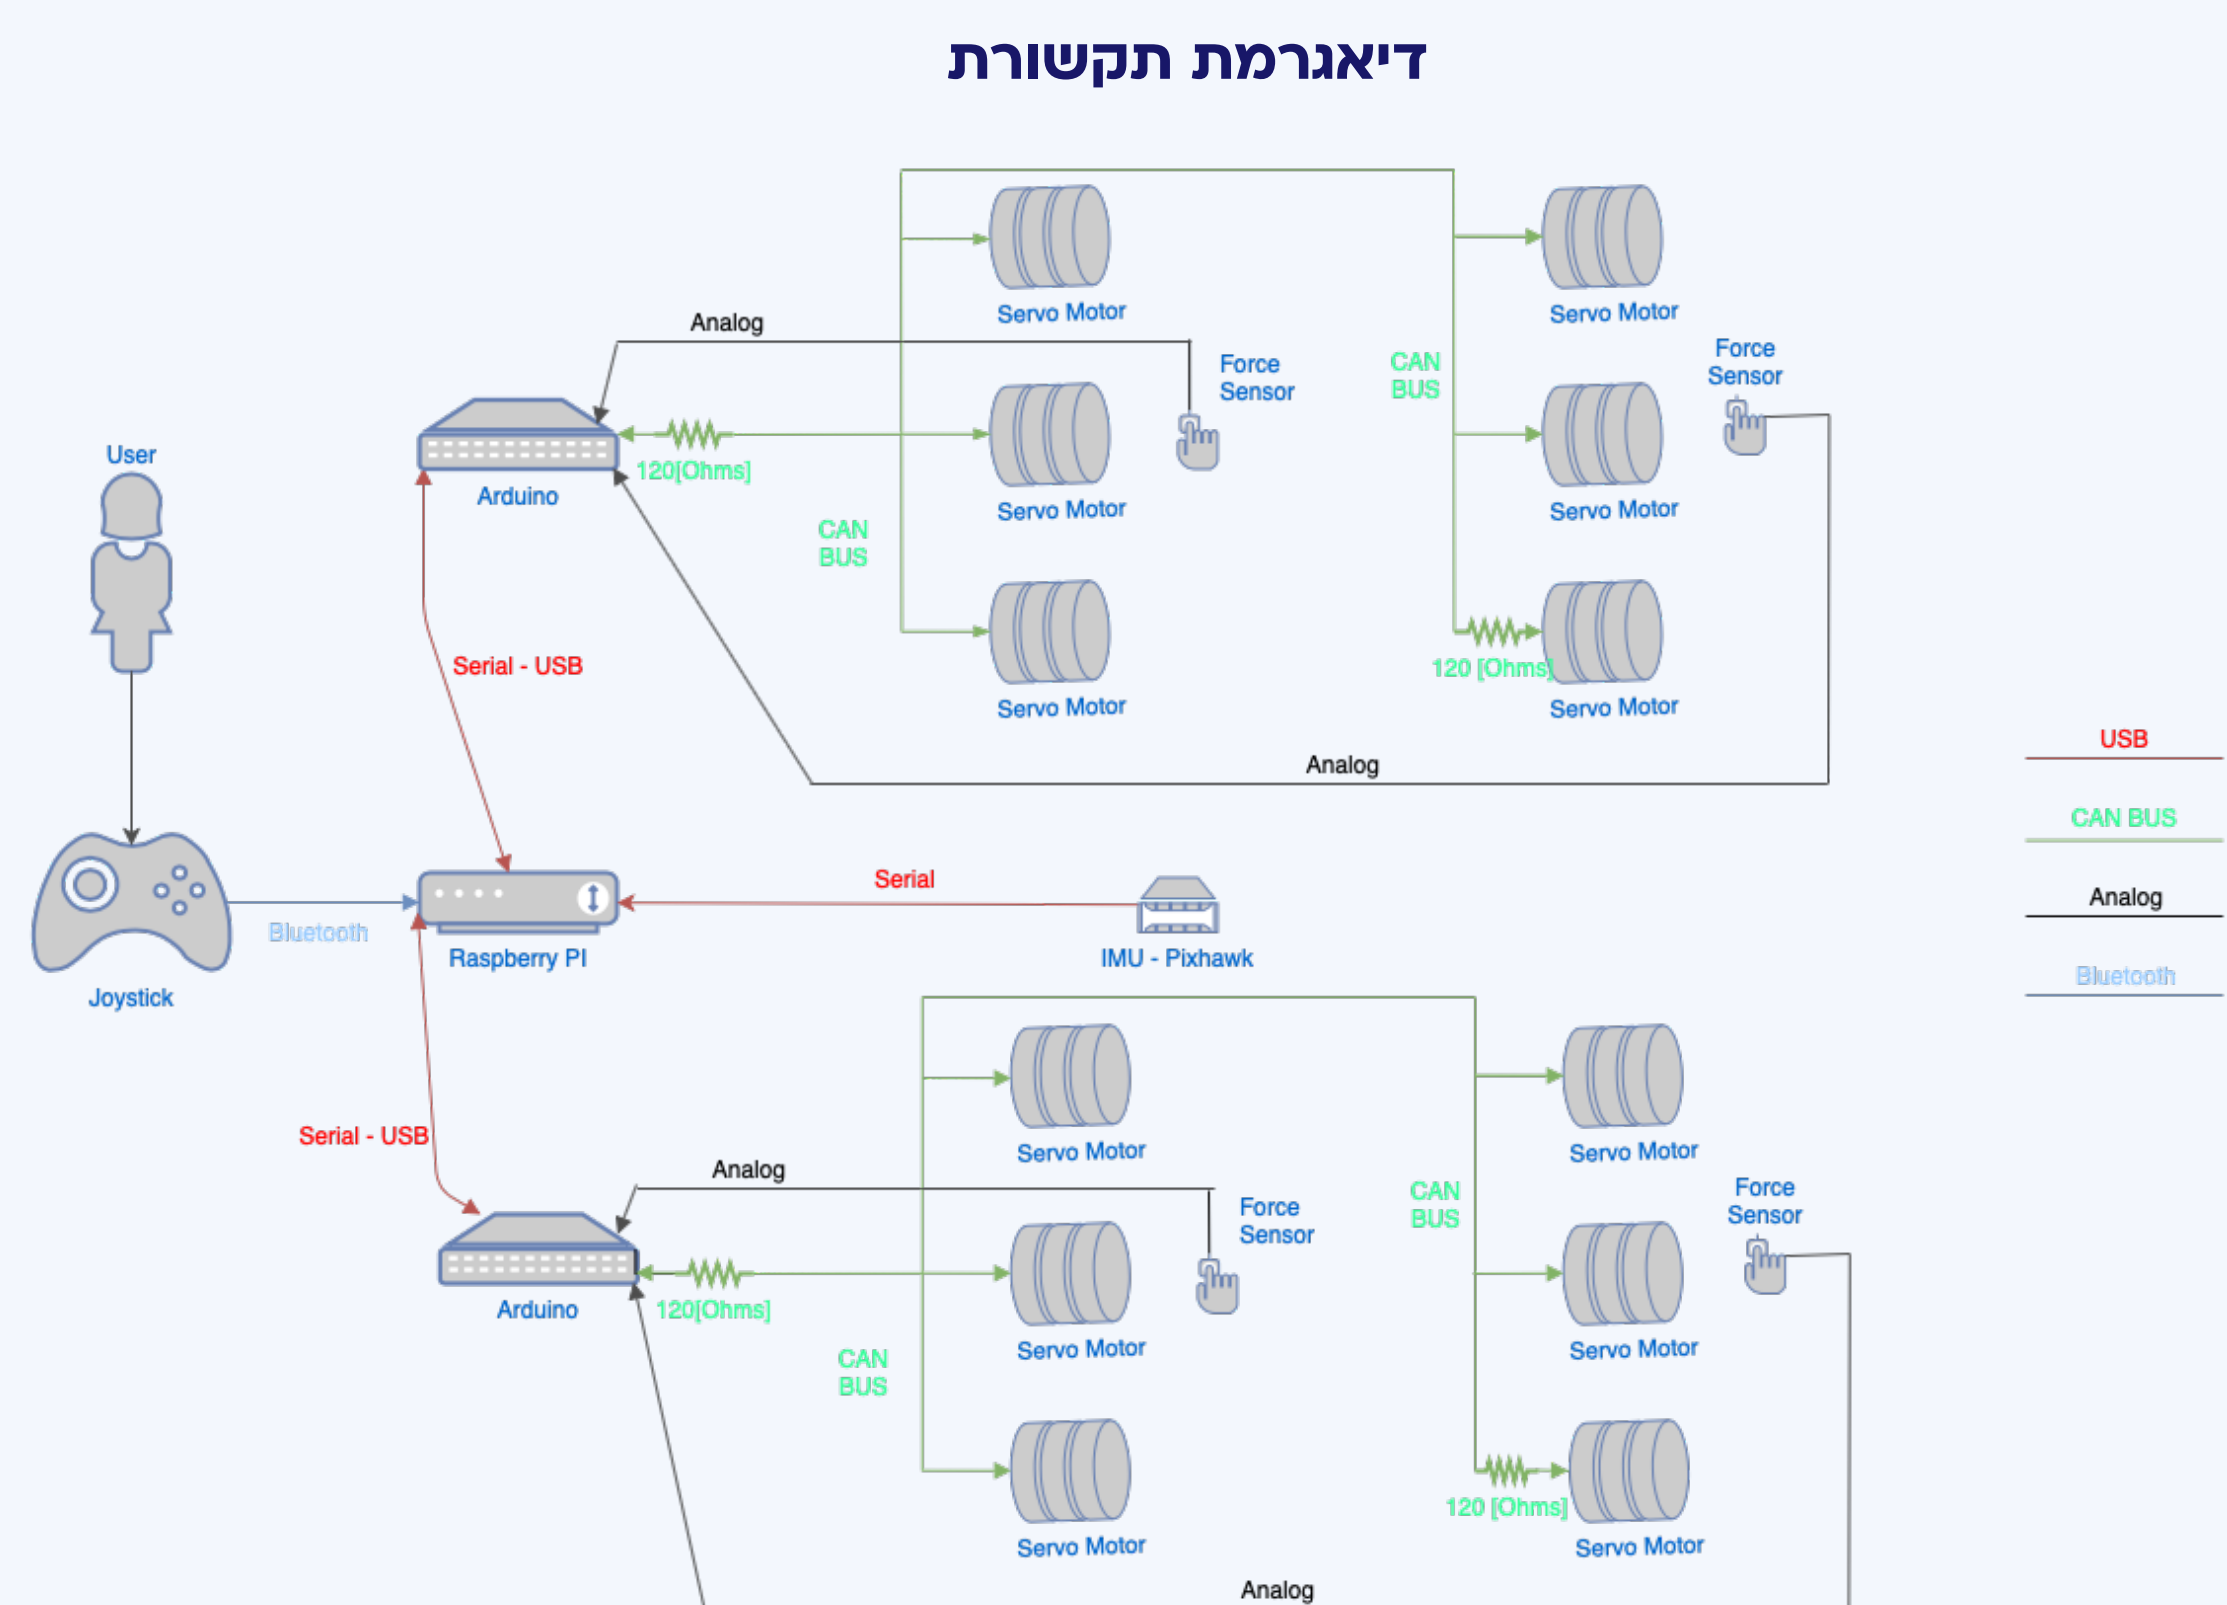 דיאגרמת תקשורת
Servo Motor
Servo Motor
Analog
Force
Sensor
CAN
BUS
Force
Sensor
User
120[Ohms]
Arduino
Servo Motor
Servo Motor
CAN
BUS
Serial - USB
120 [Ohms]
Servo Motor
Servo Motor
Analog
USB
CAN BUS
Analog
Bluetooth
Serial
Bluetooth
Raspberry PI
IMU - Pixhawk
Joystick
Serial - USB
Servo Motor
Servo Motor
Analog
Force
Sensor
CAN
BUS
Force
Sensor
Arduino
120[Ohms]
Servo Motor
Servo Motor
CAN
BUS
120 [Ohms]
Servo Motor
Servo Motor
Analog